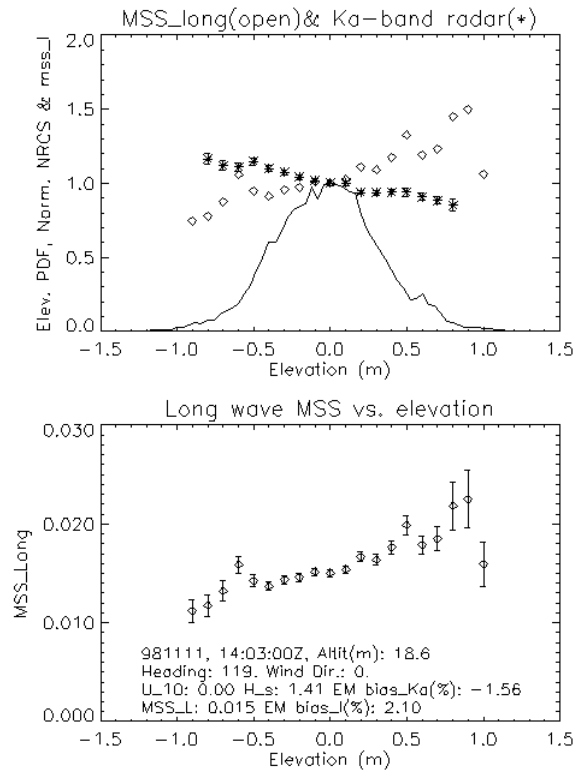 MSS_long(open)& Ka-band radar(*)
Elev. PDF, Norm. NRCS & mss_l
2.0
1.5
1.0
0.5
0.0
-1.5 -1.0 -0.5 0.0 0.5 1.0 1.5
Elevation (m)
Long wave MSS vs. elevation
MSS_Long
0.030
0.020
0.010
0.000
981111, 14:03:00Z, Altit(m): 18.6
Heading: 119. Wind Dir.: 0.
U_10: 0.00 H_s: 1.41 EM bias_Ka(%): -1.56
MSS_L: 0.015 EM bias_l(%): 2.10
-1.5 -1.0 -0.5 0.0 0.5 1.0 1.5
Elevation (m)